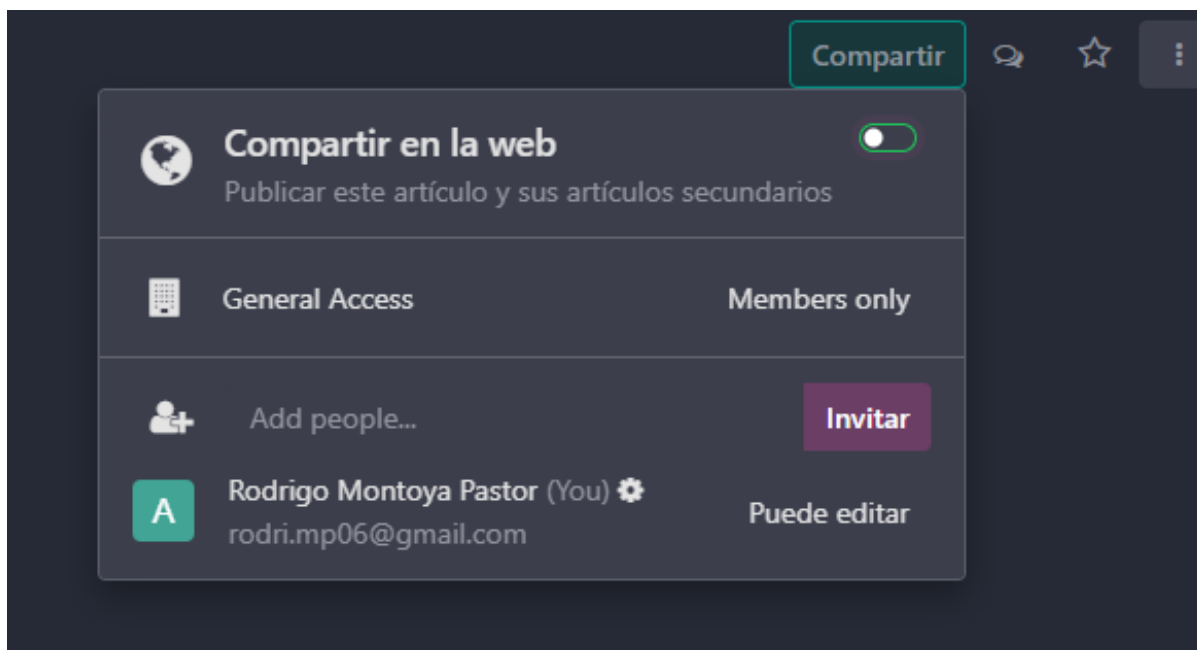 Compartir
Compartir en la web
Publicar este artículo y sus artículos secundarios
General Access Members only
Add people... Invitar
A Rodrigo Montoya Pastor (You)
rodri.mp06@gmail.com Puede editar